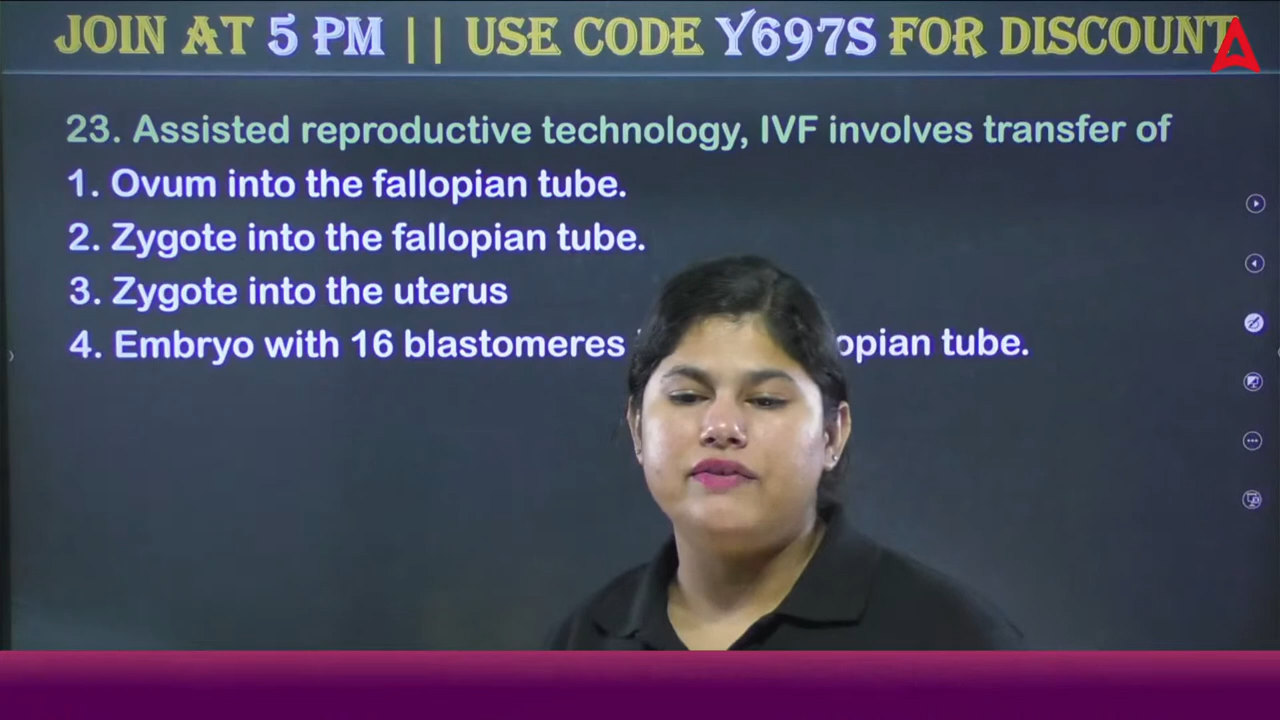 JOIN AT 5 PM || USE CODE Y697S FOR DISCOUNT
23. Assisted reproductive technology, IVF involves transfer of
1. Ovum into the fallopian tube.
2. Zygote into the fallopian tube.
3. Zygote into the uterus
4. Embryo with 16 blastomeres opian tube.